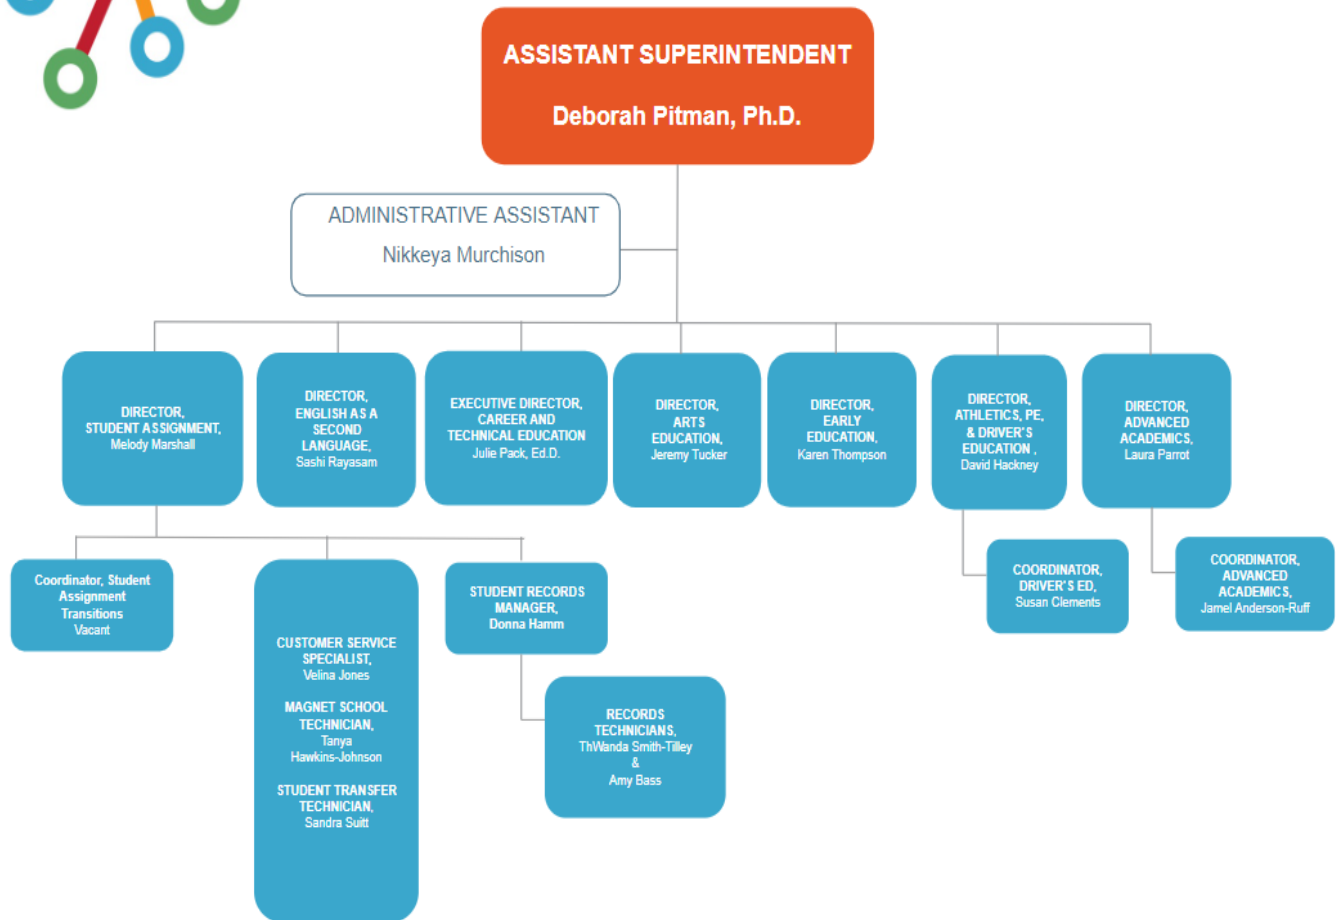 ASSISTANT SUPERINTENDENT
Deborah Pitman, Ph.D.
ADMINISTRATIVE ASSISTANT
Nikkeya Murchison
DIRECTOR,
STUDENT ASSIGNMENT,
Melody Marshall
DIRECTOR,
ENGLISH AS A
SECOND
LANGUAGE,
Sashi Rayasam
EXECUTIVE DIRECTOR,
CAREER AND
TECHNICAL EDUCATION
Julie Pack, Ed.D.
DIRECTOR,
ARTS
EDUCATION,
Jeremy Tucker
DIRECTOR,
EARLY
EDUCATION,
Karen Thompson
DIRECTOR,
ATHLETICS, PE,
& DRIVER'S
EDUCATION ,
David Hackney
DIRECTOR,
ADVANCED
ACADEMICS,
Laura Parrot
Coordinator, Student
Assignment
Transitions
Vacant
CUSTOMER SERVICE
SPECIALIST,
Velina Jones
MAGNET SCHOOL
TECHNICIAN,
Tanya
Hawkins-Johnson
STUDENT TRANSFER
TECHNICIAN,
Sandra Suitt
STUDENT RECORDS
MANAGER,
Donna Hamm
RECORDS
TECHNICIANS,
ThWanda Smith-Tilley
&
Amy Bass
COORDINATOR,
DRIVER'S ED,
Susan Clements
COORDINATOR,
ADVANCED
ACADEMICS,
Jamel Anderson-Ruff